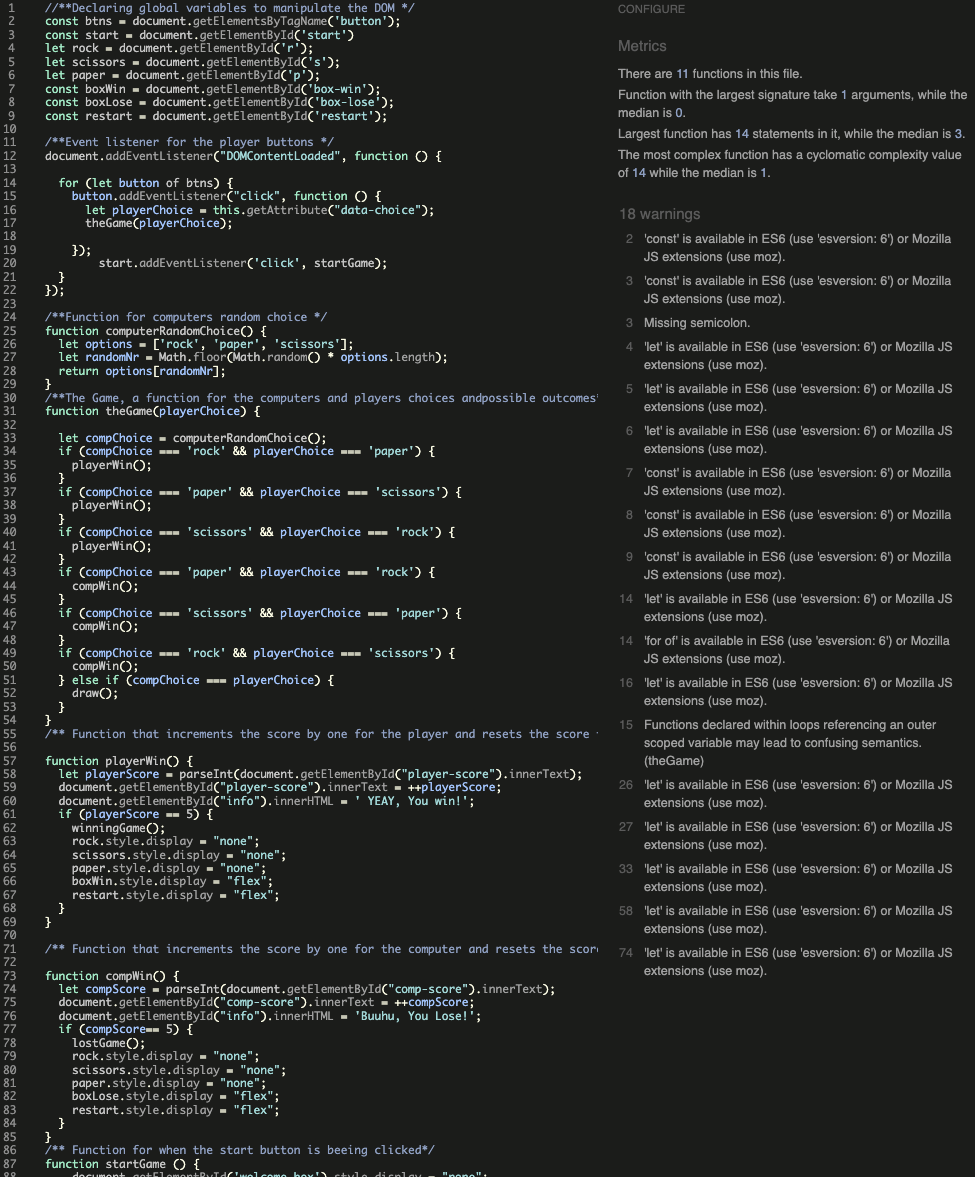 1 //**Declaring global variables to manipulate the DOM */
2 const btns = document.getElementsByTagName('button');
3 const start = document.getElementById('start')
4 let rock = document.getElementById('r');
5 let scissors = document.getElementById('s');
6 let paper = document.getElementById('p');
7 const boxWin = document.getElementById('box-win');
8 const boxLose = document.getElementById('box-lose');
9 const restart = document.getElementById('restart');
10
11 /**Event listener for the player buttons */
12 document.addEventListener("DOMContentLoaded", function () {
13
14 for (let button of btns) {
15 button.addEventListener("click", function () {
16 let playerChoice = this.getAttribute("data-choice");
17 theGame(playerChoice);
18
19 });
20 start.addEventListener('click', startGame);
21 }
22 });
23
24 /**Function for computers random choice */
25 function computerRandomChoice() {
26 let options = ['rock', 'paper', 'scissors'];
27 let randomNr = Math.floor(Math.random() * options.length);
28 return options[randomNr];
29 }
30 /**The Game, a function for the computers and players choices andpossible outcomes
31 function theGame(playerChoice) {
32
33 let compChoice = computerRandomChoice();
34 if (compChoice === 'rock' && playerChoice === 'paper') {
35 playerWin();
36 }
37 if (compChoice === 'paper' && playerChoice === 'scissors') {
38 playerWin();
39 }
40 if (compChoice === 'scissors' && playerChoice === 'rock') {
41 playerWin();
42 }
43 if (compChoice === 'paper' && playerChoice === 'rock') {
44 compWin();
45 }
46 if (compChoice === 'scissors' && playerChoice === 'paper') {
47 compWin();
48 }
49 if (compChoice === 'rock' && playerChoice === 'scissors') {
50 compWin();
51 } else if (compChoice === playerChoice) {
52 draw();
53 }
54 }
55 /** Function that increments the score by one for the player and resets the score
56
57 function playerWin() {
58 let playerScore = parseInt(document.getElementById("player-score").innerText);
59 document.getElementById("player-score").innerText = ++playerScore;
60 document.getElementById("info").innerHTML = ' YEAY, You win!';
61 if (playerScore == 5) {
62 winningGame();
63 rock.style.display = "none";
64 scissors.style.display = "none";
65 paper.style.display = "none";
66 boxWin.style.display = "flex";
67 restart.style.display = "flex";
68 }
69 }
70
71 /** Function that increments the score by one for the computer and resets the scor
72
73 function compWin() {
74 let compScore = parseInt(document.getElementById("comp-score").innerText);
75 document.getElementById("comp-score").innerText = ++compScore;
76 document.getElementById("info").innerHTML = 'Buuhu, You Lose!';
77 if (compScore== 5) {
78 lostGame();
79 rock.style.display = "none";
80 scissors.style.display = "none";
81 paper.style.display = "none";
82 boxLose.style.display = "flex";
83 restart.style.display = "flex";
84 }
85 }
86 /** Function for when the start button is beeing clicked*/
87 function startGame () {
88 document.getElementById('welcome-box').style.display = "none";
CONFIGURE
Metrics
There are 11 functions in this file.
Function with the largest signature take 1 arguments, while the
median is 0.
Largest function has 14 statements in it, while the median is 3.
The most complex function has a cyclomatic complexity value
of 14 while the median is 1.
18 warnings
2 'const' is available in ES6 (use 'esversion: 6') or Mozilla
JS extensions (use moz).
3 'const' is available in ES6 (use 'esversion: 6') or Mozilla
JS extensions (use moz).
3 Missing semicolon.
4 'let' is available in ES6 (use 'esversion: 6') or Mozilla JS
extensions (use moz).
5 'let' is available in ES6 (use 'esversion: 6') or Mozilla JS
extensions (use moz).
6 'let' is available in ES6 (use 'esversion: 6') or Mozilla JS
extensions (use moz).
7 'const' is available in ES6 (use 'esversion: 6') or Mozilla
JS extensions (use moz).
8 'const' is available in ES6 (use 'esversion: 6') or Mozilla
JS extensions (use moz).
9 'const' is available in ES6 (use 'esversion: 6') or Mozilla
JS extensions (use moz).
14 'let' is available in ES6 (use 'esversion: 6') or Mozilla JS
extensions (use moz).
14 'for of' is available in ES6 (use 'esversion: 6') or Mozilla
JS extensions (use moz).
16 'let' is available in ES6 (use 'esversion: 6') or Mozilla JS
extensions (use moz).
15 Functions declared within loops referencing an outer
scoped variable may lead to confusing semantics.
(theGame)
26 'let' is available in ES6 (use 'esversion: 6') or Mozilla JS
extensions (use moz).
27 'let' is available in ES6 (use 'esversion: 6') or Mozilla JS
extensions (use moz).
33 'let' is available in ES6 (use 'esversion: 6') or Mozilla JS
extensions (use moz).
58 'let' is available in ES6 (use 'esversion: 6') or Mozilla JS
extensions (use moz).
74 'let' is available in ES6 (use 'esversion: 6') or Mozilla JS
extensions (use moz).